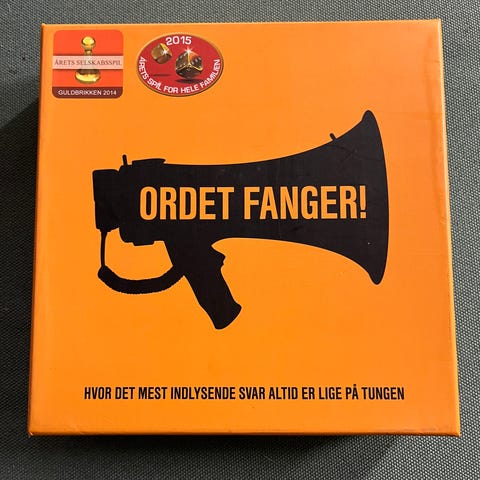 ÅRETS SELSKABSSPIL
GULDBRIKKEN 2014
2015
ÅRETS SPIL FOR HELE FAMILIEN
ORDET FANGER!
HVOR DET MEST INDLYSENDE SVAR ALTID ER LIGE PÅ TUNGEN